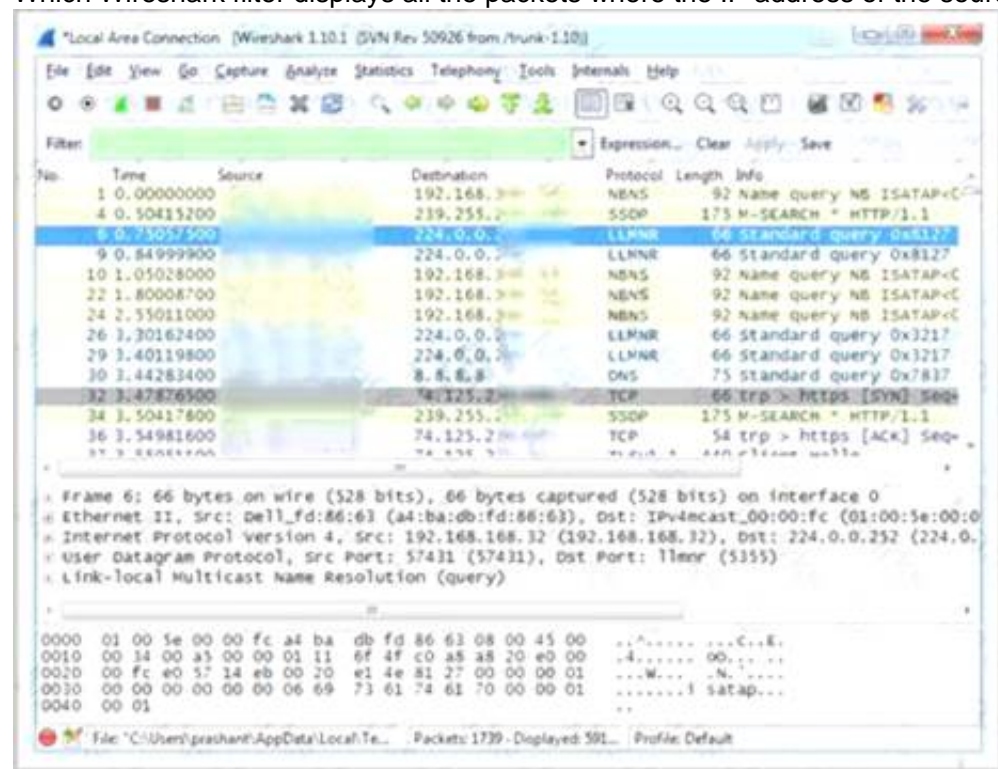 Which Wireshark filter displays all the packets where the IP address of the
*Local Area Connection [Wireshark 1.10.1 (SVN Rev 50926 from /trunk-1.10)]
File Edit View Go Capture Analyze Statistics Telephony Tools Internals Help
Filter: Expression... Clear Apply Save
No. Time Source Destination Protocol Length Info
1 0.00000000 192.168. NBNS 92 Name query NB ISATAP<
4 0.50415200 239.255. SSDP 175 M-SEARCH * HTTP/1.1
6 0.75057500 224.0.0. LLMNR 66 Standard query 0x8127
9 0.84999900 224.0.0. LLMNR 66 Standard query 0x8127
10 1.05028000 192.168. NBNS 92 Name query NB ISATAP<
22 1.80008700 192.168. NBNS 92 Name query NB ISATAP<
24 2.55011000 192.168. NBNS 92 Name query NB ISATAP<
26 3.30162400 224.0.0. LLMNR 66 Standard query 0x3217
29 3.40119800 224.0.0. LLMNR 66 Standard query 0x3217
30 3.44283400 8.8.8.8 DNS 75 Standard query 0x7837
32 3.47876500 74.125.2 TCP 66 trp > https [SYN] Seq=
34 3.50417800 239.255. SSDP 175 M-SEARCH * HTTP/1.1
36 3.54981600 74.125.2 TCP 54 trp > https [ACK] Seq=
Frame 6: 66 bytes on wire (528 bits), 66 bytes captured (528 bits) on interface 0
Ethernet II, Src: Dell_fd:86:63 (a4:ba:db:fd:86:63), Dst: IPv4mcast_00:00:fc (01:00:5e:00:0
Internet Protocol Version 4, Src: 192.168.168.32 (192.168.168.32), Dst: 224.0.0.252 (224.0.
User Datagram Protocol, Src Port: 57431 (57431), Dst Port: llmnr (5355)
Link-local Multicast Name Resolution (query)
0000 01 00 5e 00 00 fc a4 ba db fd 86 63 08 00 45 00 ..^..... ...c..E.
0010 00 34 00 a5 00 00 01 11 6f 4f c0 a8 a8 20 e0 00 .4...... oO... ..
0020 00 fc e0 57 14 eb 00 20 e1 4e 81 27 00 00 00 01 ...W... .N.'....
0030 00 00 00 00 00 00 06 69 73 61 74 61 70 00 00 01 .......i satap...
0040 00 01 ..
File: "C:\Users\prashant\AppData\Local\Te... Packets: 1739 - Displayed: 591... Profile: Default